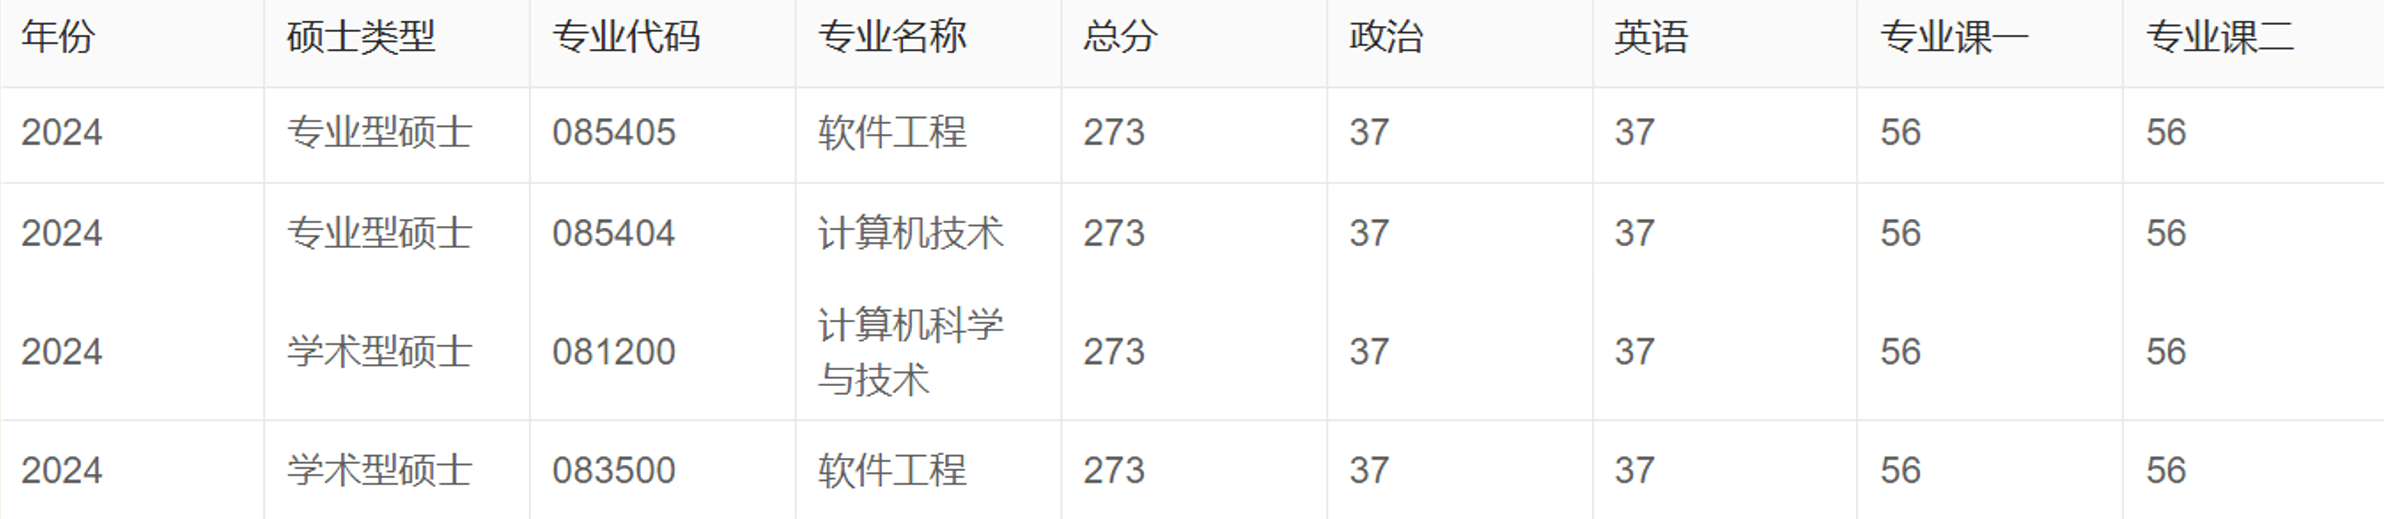 年份 硕士类型 专业代码 专业名称 总分 政治 英语 专业课一 专业课二
2024 专业型硕士 085405 软件工程 273 37 37 56 56
2024 专业型硕士 085404 计算机技术 273 37 37 56 56
2024 学术型硕士 081200 计算机科学 273 37 37 56 56
与技术
2024 学术型硕士 083500 软件工程 273 37 37 56 56